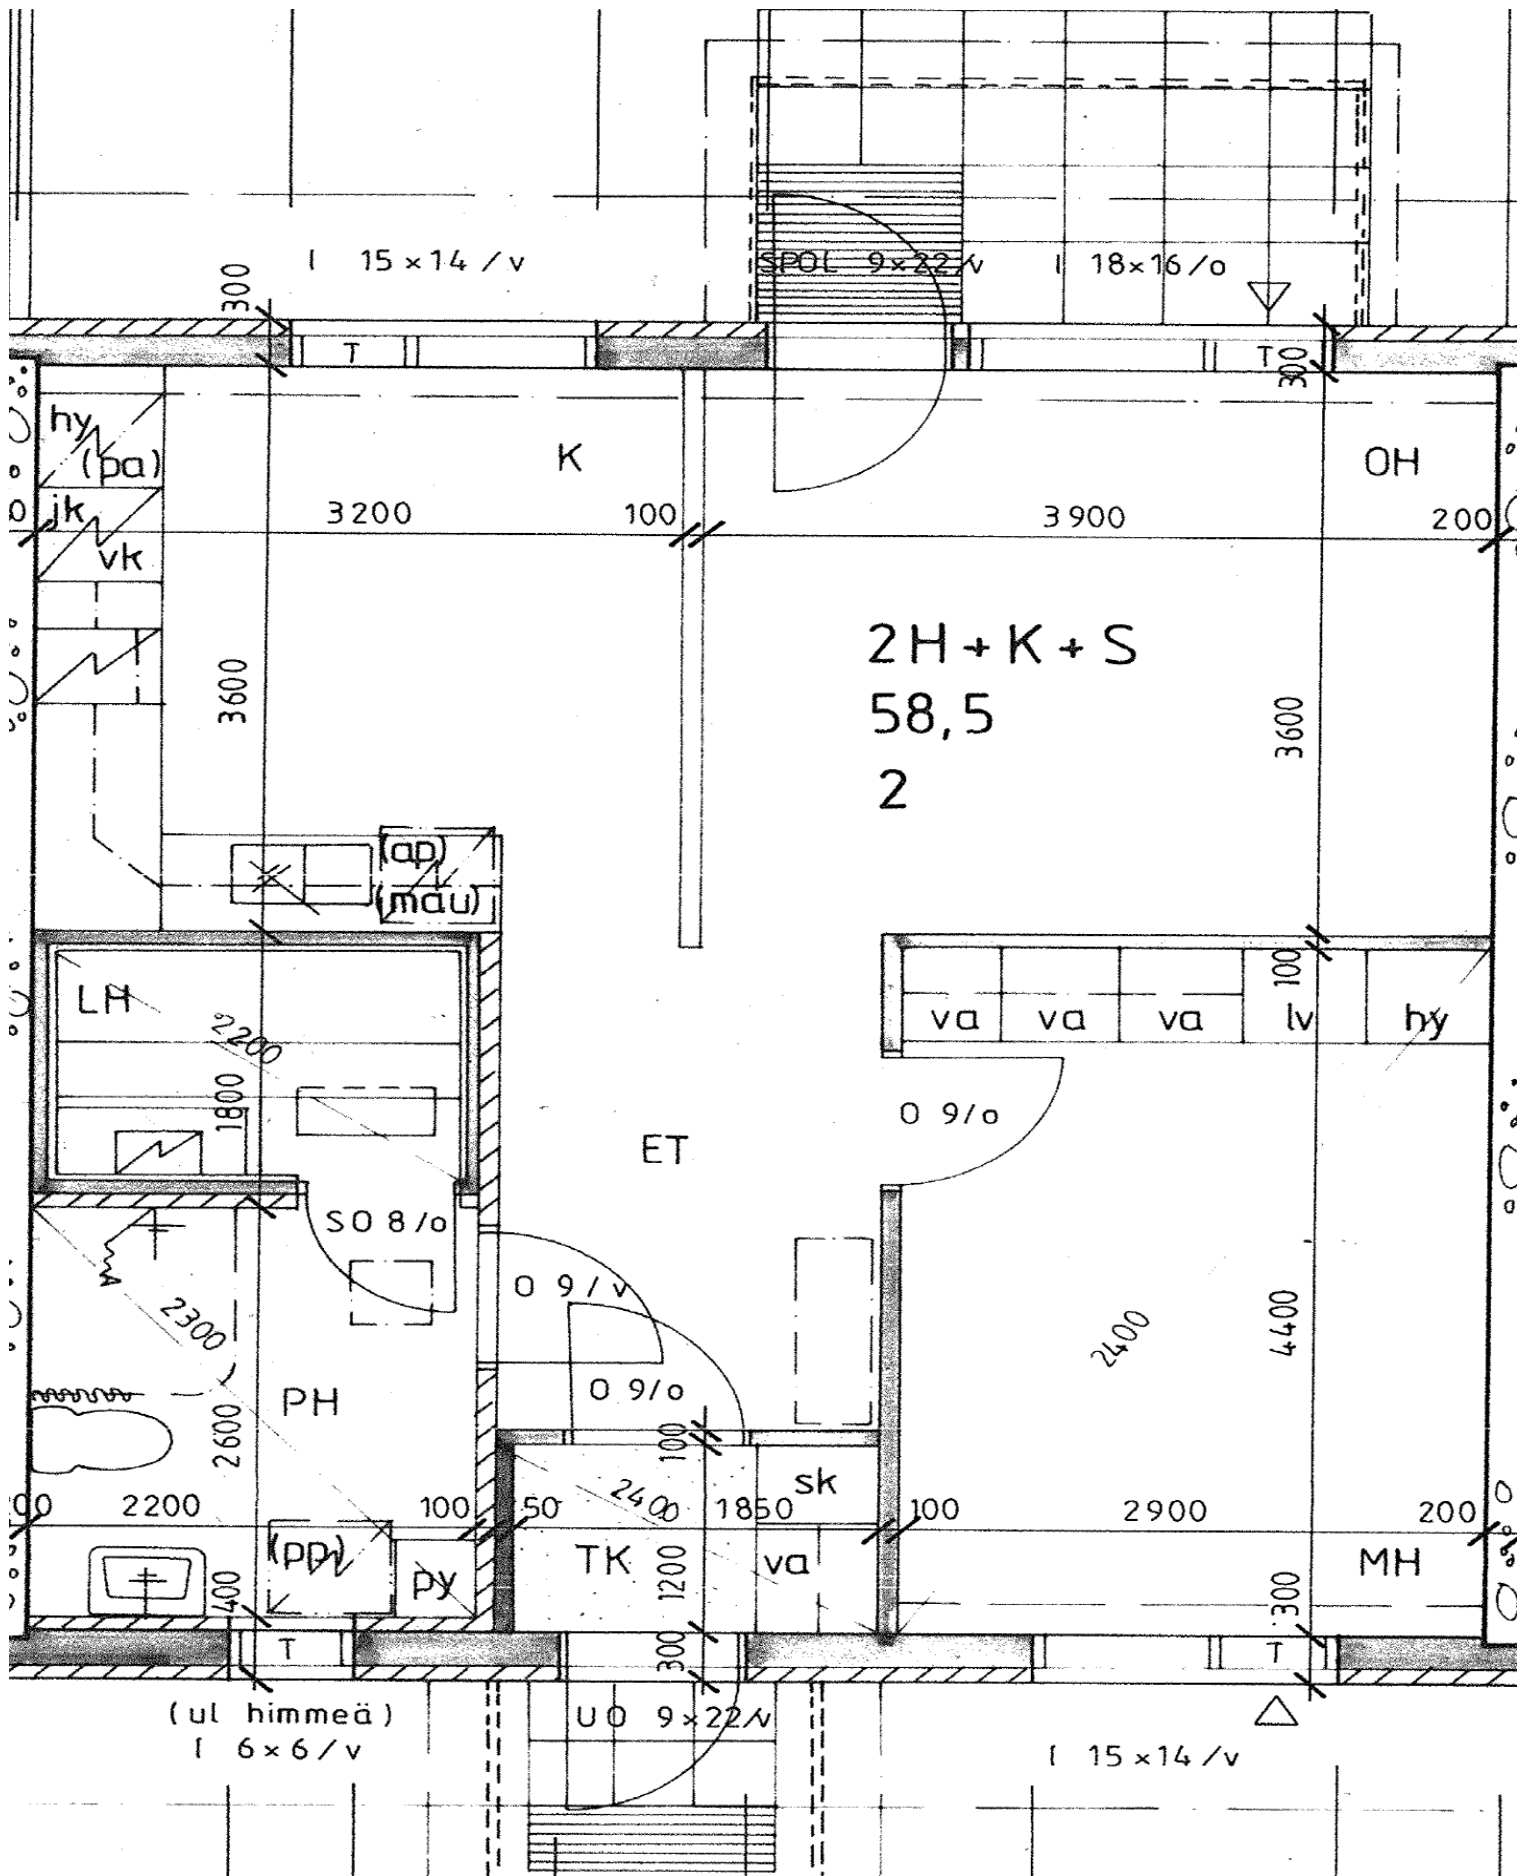 I 15×14/v
SPOL 9×22/v
I 18×16/o
300
T
T
300
hy
(pa)
K
OH
jk
3200
100
3900
200
vk
2H+K+S
58,5
2
3600
3600
(ap)
(mau)
LH
2200
1800
va
va
va
100
lv
hy
O 9/o
ET
SO 8/o
O 9/v
2300
2400
4400
O 9/o
PH
2600
100
sk
2400
2200
100
50
1850
100
2900
200
(pp)
py
TK
va
MH
400
1200
300
T
300
T
(ul himmeä)
I 6×6/v
UO 9×22/v
I 15×14/v